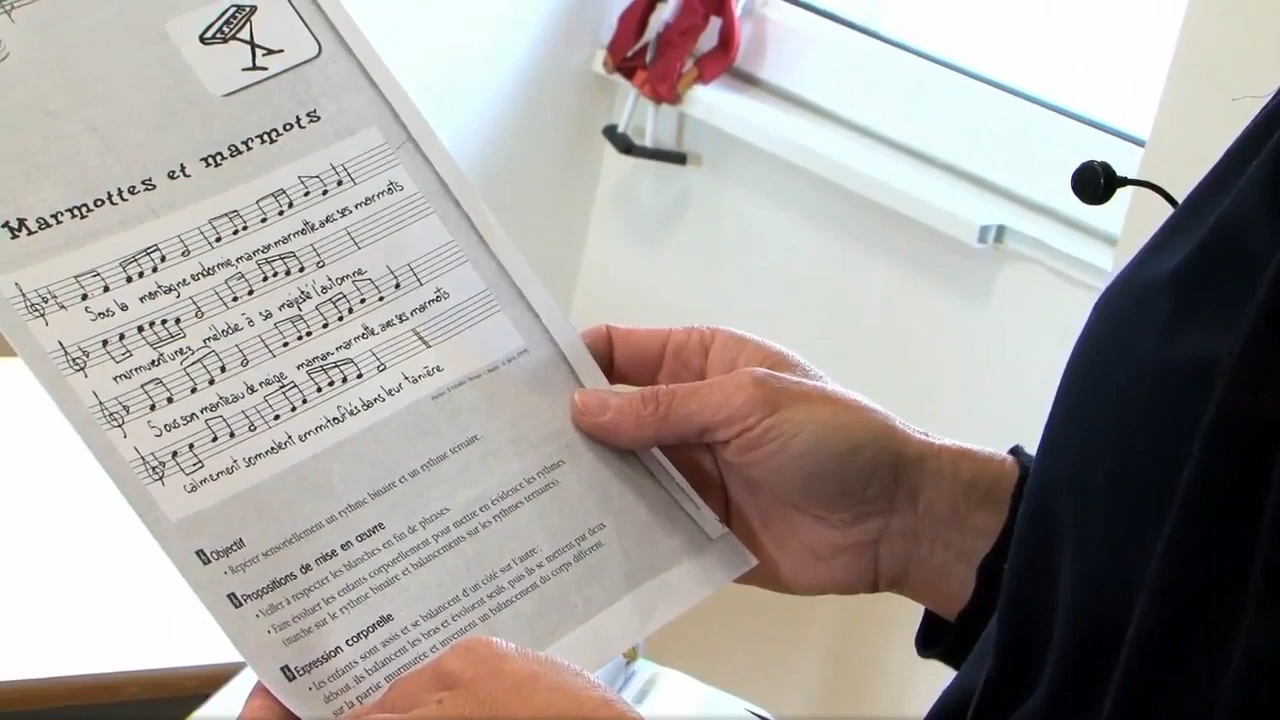 Marmottes et marmots
Sous la montagne endormie, maman marmotte avec ses marmots
murmurent une mélodie à sa majesté l'automne
Sous son manteau de neige maman marmotte avec ses marmots
calmement somnolent emmitouflés dans leur tanière
Objectif
• Repérer sensoriellement un rythme binaire et un rythme ternaire.
Propositions de mise en œuvre
• Veiller à respecter les blanches en fin de phrases.
• Faire évoluer les enfants corporellement pour mettre en évidence les rythmes
(marche sur le rythme binaire et balancements sur les rythmes ternaires)
Expression corporelle
• Les enfants sont assis et se balancent d'un côté sur l'autre.
debout, ils balancent les bras et évoluent seuls, puis ils se mettent par deux
sur la partie murmurée et inventent un balancement du corps différent.